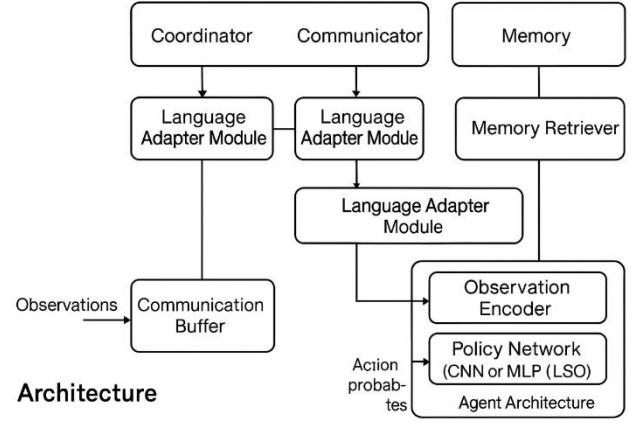 Coordinator Communicator
Memory
Language
Adapter Module
Language
Adapter Module
Memory Retriever
Language Adapter
Module
Observations
Communication
Buffer
Observation
Encoder
Policy Network
(CNN or MLP (LSO)
Action
probab-
tes
Agent Architecture
Architecture